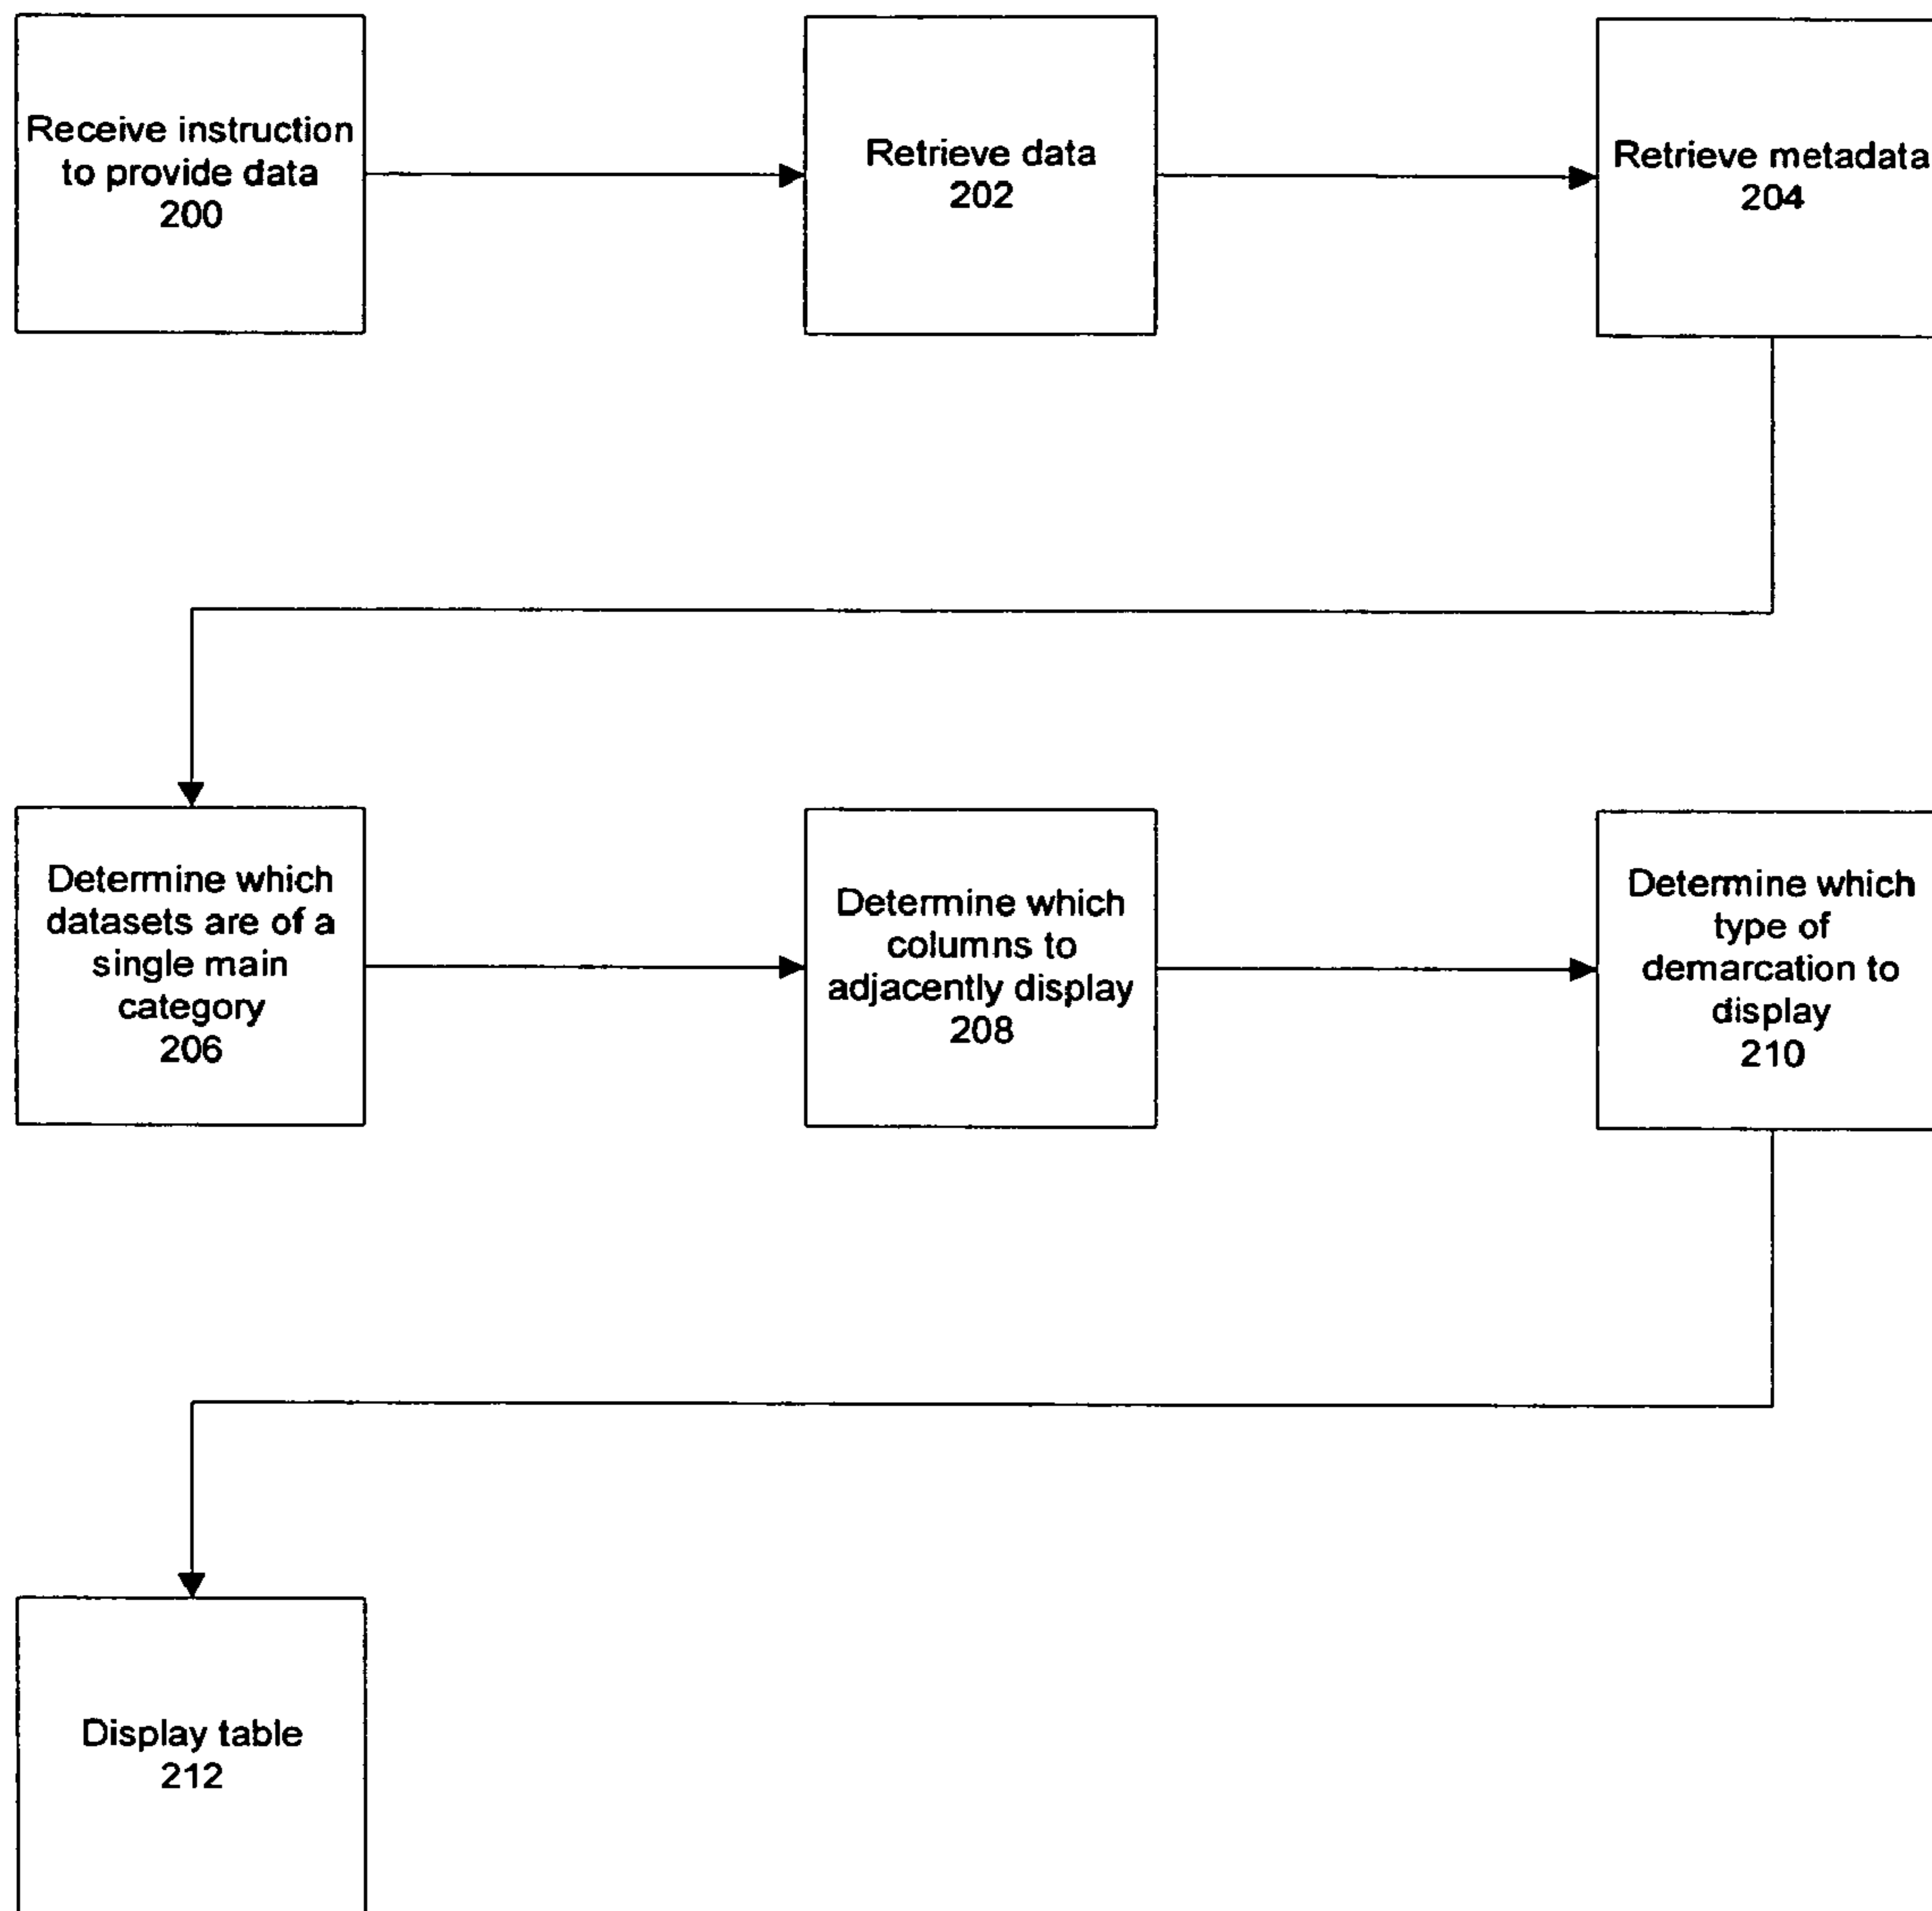 Receive instruction
to provide data
200
Retrieve data
202
Retrieve metadata
204
Determine which
datasets are of a
single main
category
206
Determine which
columns to
adjacently display
208
Determine which
type of
demarcation to
display
210
Display table
212